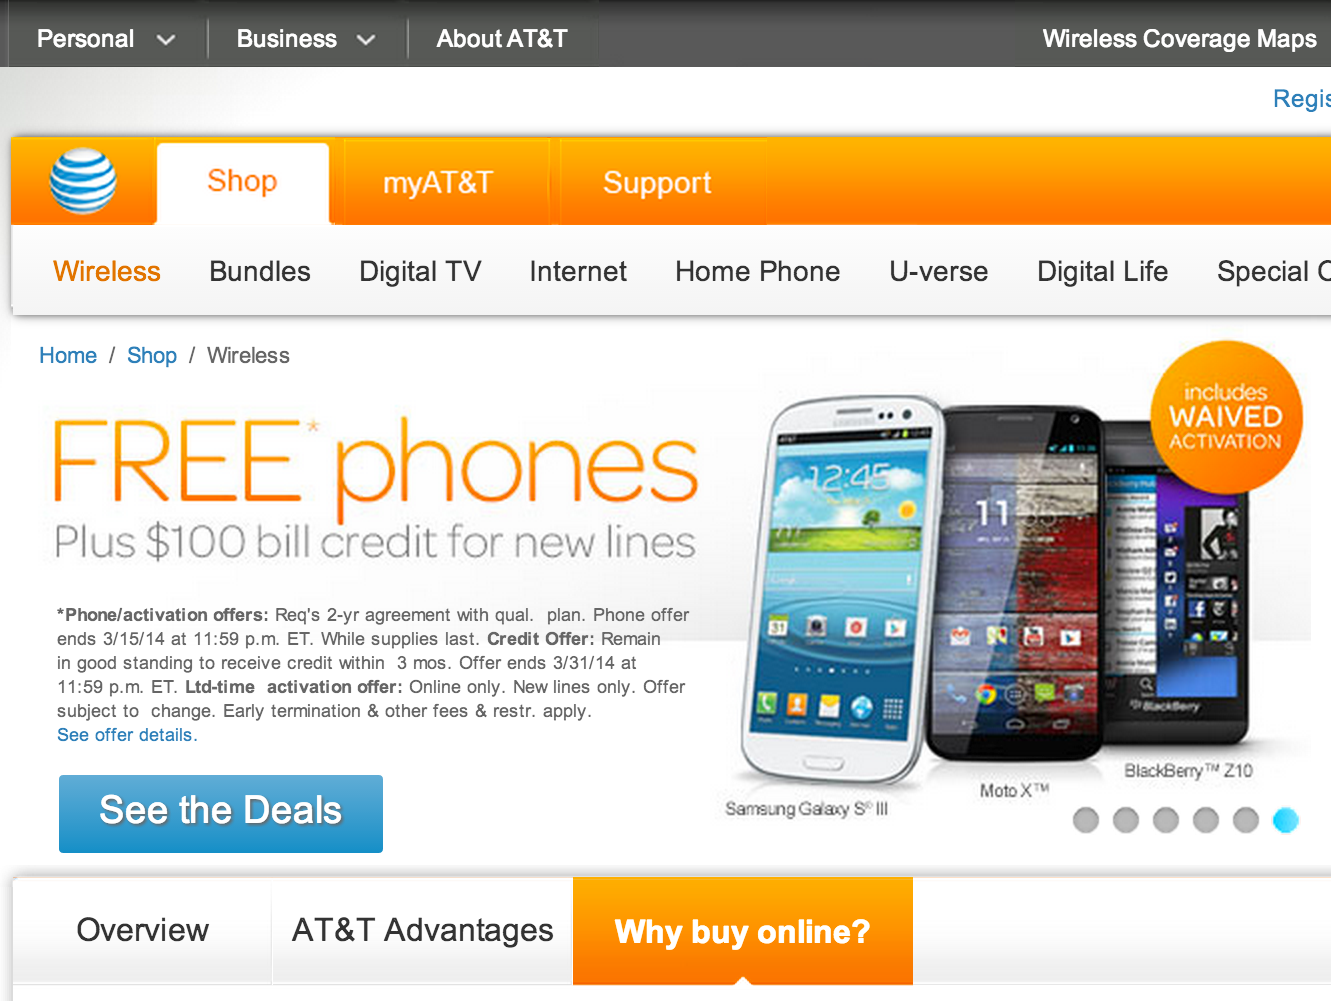 Personal
Business
About AT&T
Wireless Coverage Maps
Regis
Shop
myAT&T
Support
Wireless
Bundles
Digital TV
Internet
Home Phone
U-verse
Digital Life
Special
Home / Shop / Wireless
FREE* phones
Plus $100 bill credit for new lines
includes
WAIVED
ACTIVATION
*Phone/activation offers: Req's 2-yr agreement with qual. plan. Phone offer
ends 3/15/14 at 11:59 p.m. ET. While supplies last. Credit Offer: Remain
in good standing to receive credit within 3 mos. Offer ends 3/31/14 at
11:59 p.m. ET. Ltd-time activation offer: Online only. New lines only. Offer
subject to change. Early termination & other fees & restr. apply.
See offer details.
See the Deals
AT&T
12:45
31
11
BlackBerry
Samsung Galaxy S® III
Moto X™
BlackBerry™ Z10
Overview
AT&T Advantages
Why buy online?